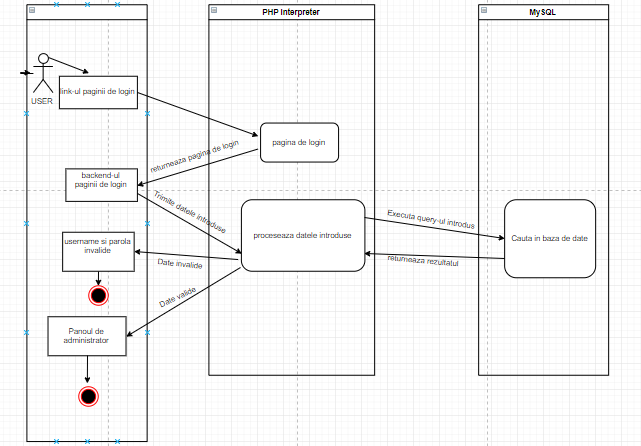 PHP Interpreter
MySQL
USER
link-ul paginii de login
pagina de login
returneaza pagina de login
backend-ul
paginii de login
Trimite datele introduse
proceseaza datele introduse
Executa query-ul introdus
Cauta in baza de date
returneaza rezultatul
username si parola
invalide
Date invalide
Date valide
Panoul de
administrator